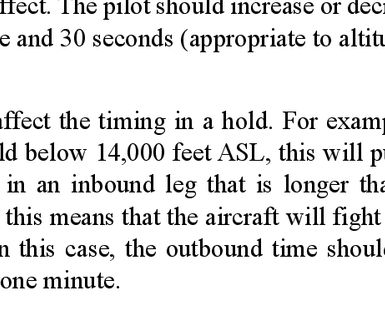 ffect. The pilot should increase or decr
e and 30 seconds (appropriate to altitu
affect the timing in a hold. For examp
ld below 14,000 feet ASL, this will pu
in an inbound leg that is longer tha
this means that the aircraft will fight
n this case, the outbound time shoul
one minute.